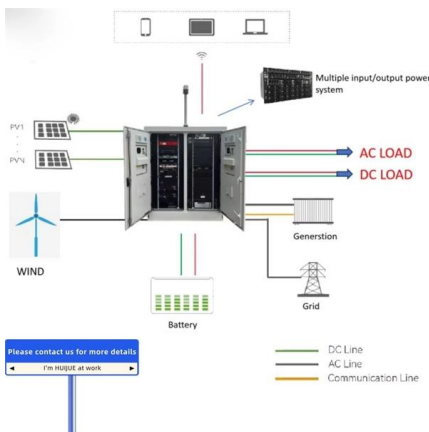 Multiple input/output power
system
PV1
PVN
AC LOAD
DC LOAD
WIND
Generstion
Grid
Battery
Please contact us for more details
I'm HUIJUE at work
DC Line
AC Line
Communication Line